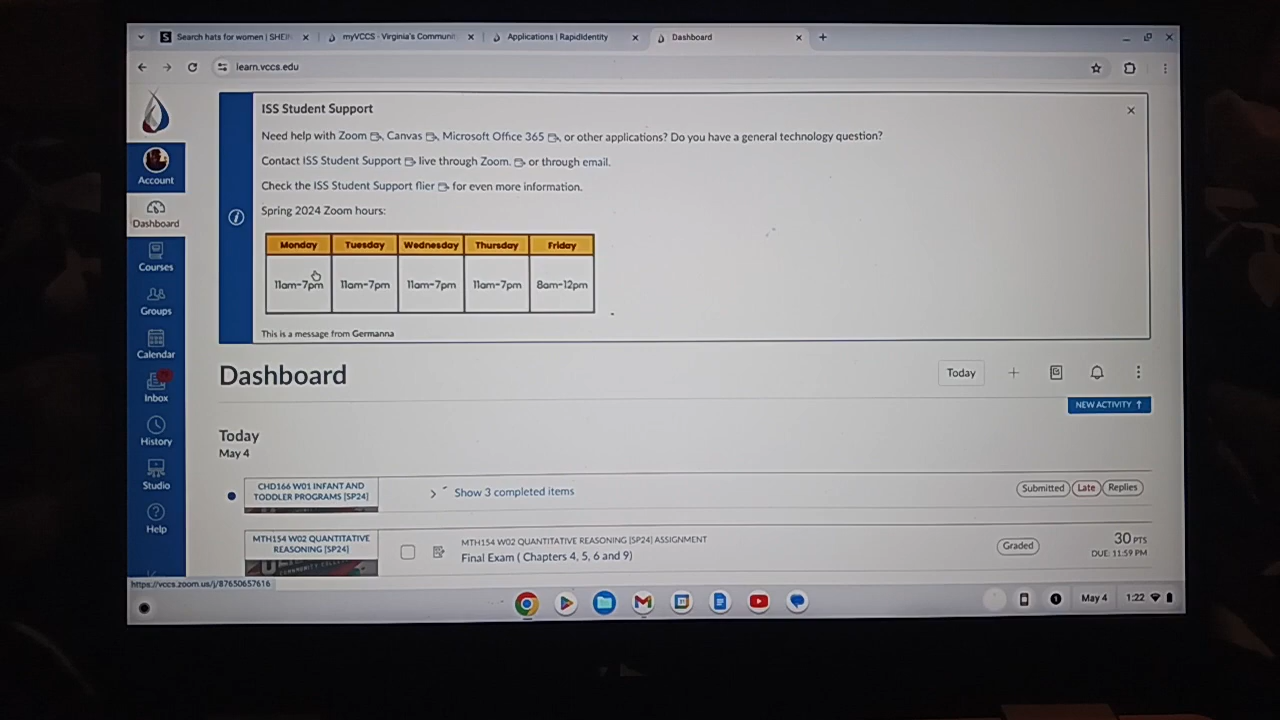 Search hats for women | SHEIN
myVCCS - Virginia's Communit
Applications | RapidIdentity
Dashboard
learn.vccs.edu
ISS Student Support
Need help with Zoom, Canvas, Microsoft Office 365, or other applications? Do you have a general technology question?
Contact ISS Student Support live through Zoom. or through email.
Check the ISS Student Support flier for even more information.
Spring 2024 Zoom hours:
Monday Tuesday Wednesday Thursday Friday
11am-7pm 11am-7pm 11am-7pm 11am-7pm 8am-12pm
This is a message from Germanna
Account
Dashboard
Courses
Groups
Calendar
Inbox
History
Studio
Help
Dashboard
Today
NEW ACTIVITY
Today
May 4
CHD166 W01 INFANT AND
TODDLER PROGRAMS [SP24]
Show 3 completed items
Submitted Late Replies
MTH154 W02 QUANTITATIVE
REASONING [SP24]
MTH154 W02 QUANTITATIVE REASONING [SP24] ASSIGNMENT
Final Exam ( Chapters 4, 5, 6 and 9)
Graded
30 PTS
DUE: 11:59 PM
https://vccs.zoom.us/j/87650657616
May 4 1:22